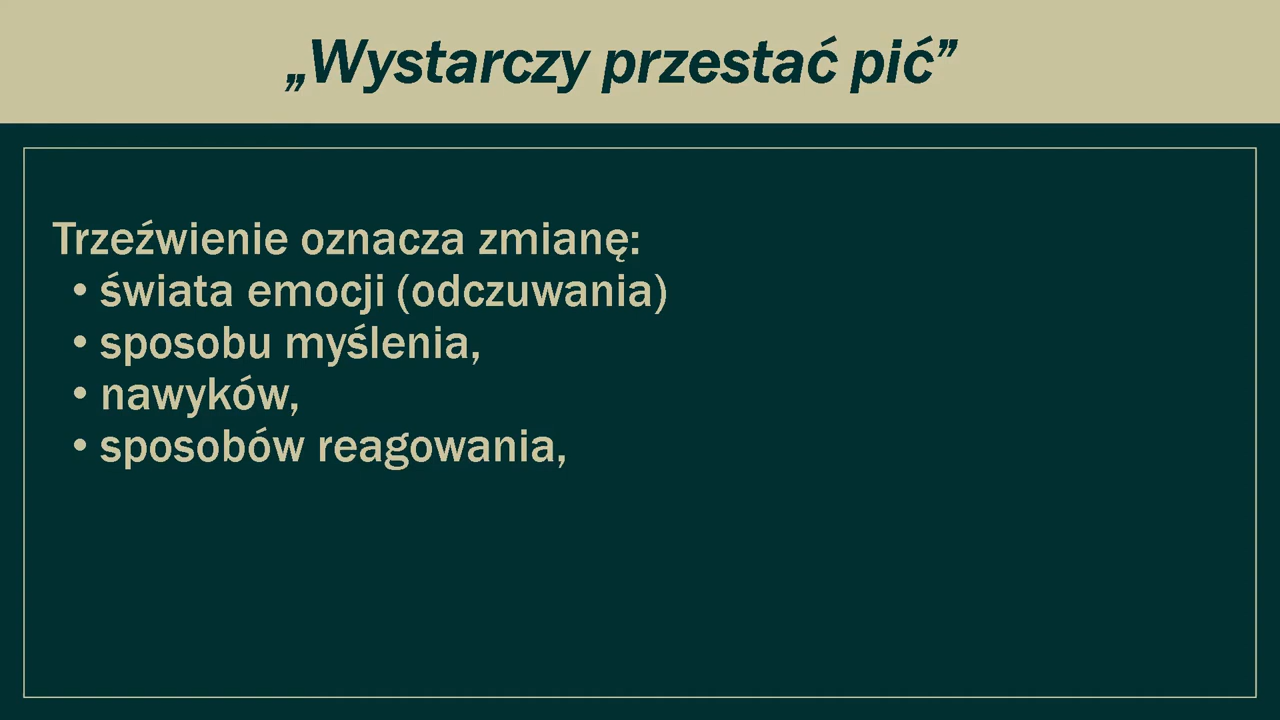 „Wystarczy przestać pić”
Trzeźwienie oznacza zmianę:
• świata emocji (odczuwania)
• sposobu myślenia,
• nawyków,
• sposobów reagowania,